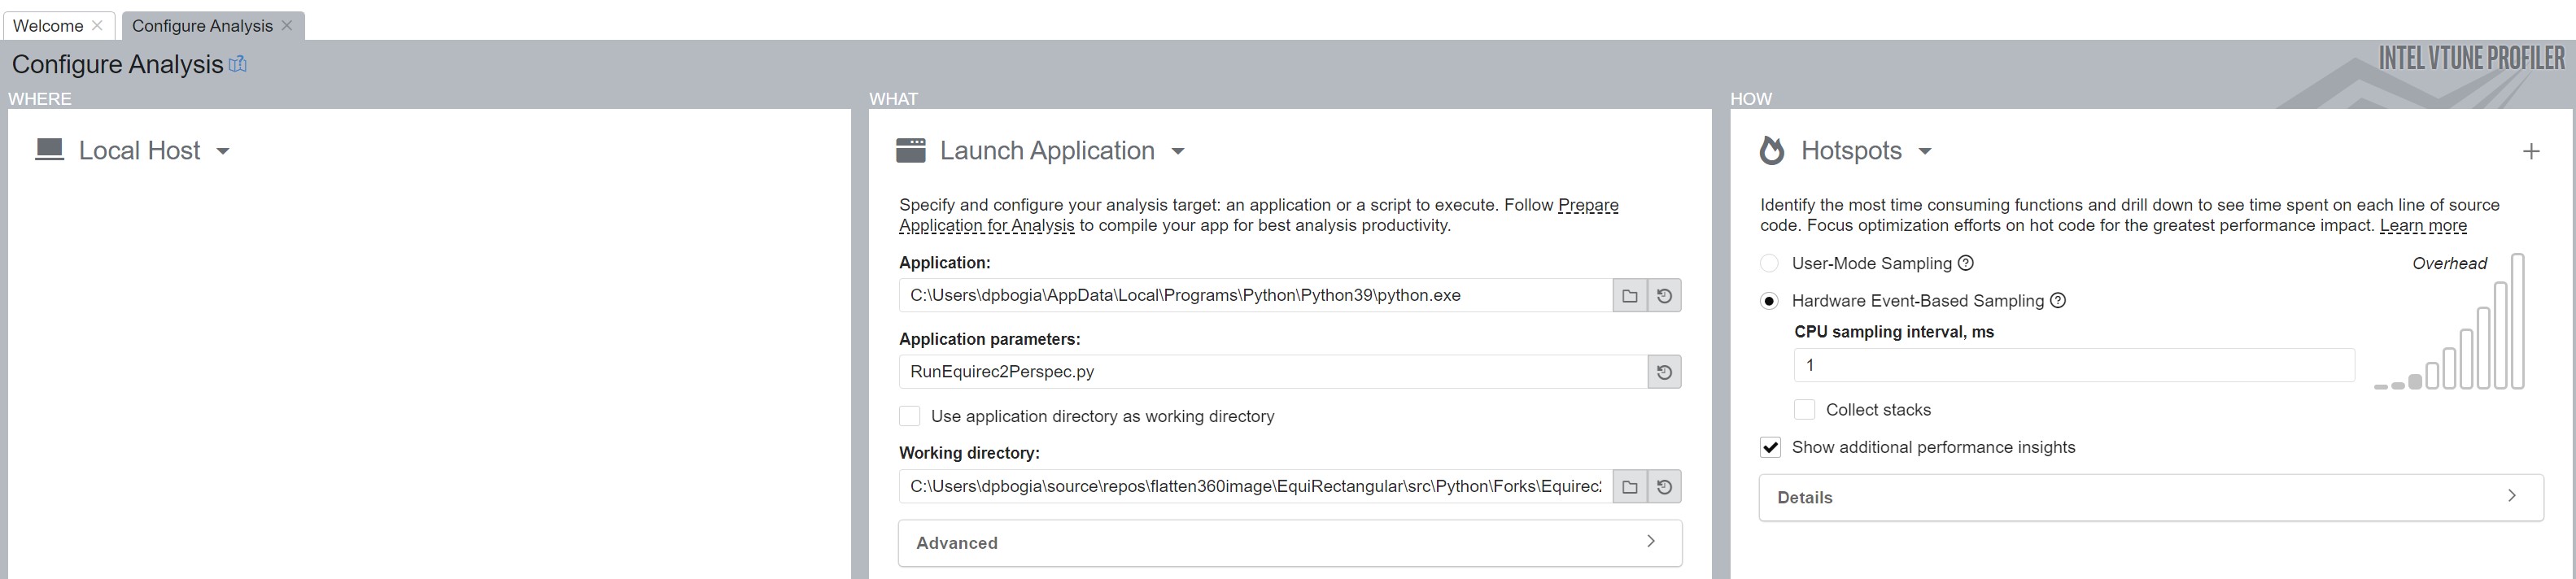 Welcome
Configure Analysis
Configure Analysis
INTEL VTUNE PROFILER
WHERE
Local Host
WHAT
Launch Application
Specify and configure your analysis target: an application or a script to execute. Follow Prepare
Application for Analysis to compile your app for best analysis productivity.
Application:
C:\Users\dpbogia\AppData\Local\Programs\Python\Python39\python.exe
Application parameters:
RunEquirec2Perspec.py
Use application directory as working directory
Working directory:
C:\Users\dpbogia\source\repos\flatten360image\EquiRectangular\src\Python\Forks\Equirec2
Advanced
HOW
Hotspots
Identify the most time consuming functions and drill down to see time spent on each line of source
code. Focus optimization efforts on hot code for the greatest performance impact. Learn more
User-Mode Sampling
Overhead
Hardware Event-Based Sampling
CPU sampling interval, ms
1
Collect stacks
Show additional performance insights
Details